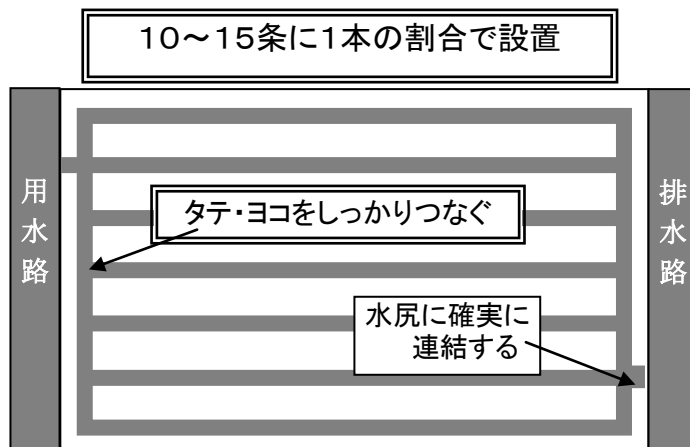 10～15条に1本の割合で設置
用水路
タテ・ヨコをしっかりつなぐ
排水路
水尻に確実に
連結する